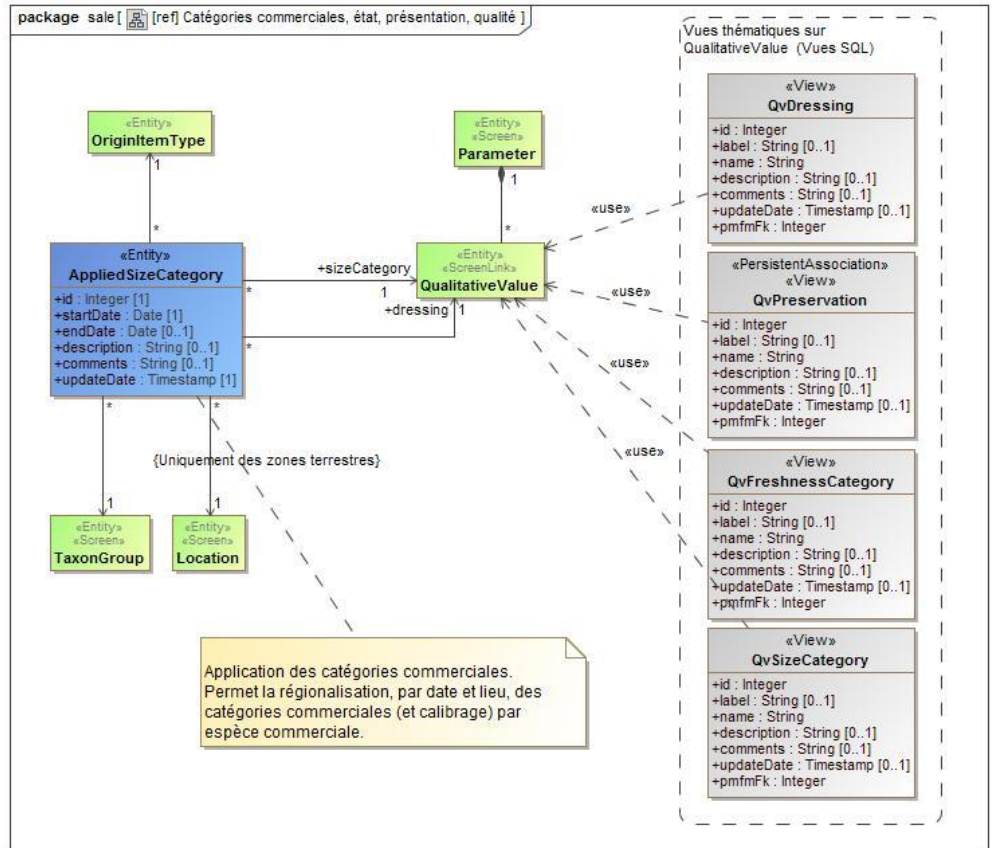 package sale [ [ref] Catégories commerciales, état, présentation, qualité ]
Vues thématiques sur
QualitativeValue (Vues SQL)
«View»
QvDressing
+id : Integer
+label : String [0..1]
+name : String
+description : String [0..1]
+comments : String [0..1]
+updateDate : Timestamp [0..1]
+pmfmFk : Integer
«Entity»
OriginItemType
1
*
«Entity»
«Screen»
Parameter
1
*
«use»
«Entity»
AppliedSizeCategory
+id : Integer [1]
+startDate : Date [1]
+endDate : Date [0..1]
+description : String [0..1]
+comments : String [0..1]
+updateDate : Timestamp [1]
*
+sizeCategory
1
*
+dressing
1
«Entity»
«ScreenLink»
QualitativeValue
«use»
«PersistentAssociation»
«View»
QvPreservation
+id : Integer
+label : String [0..1]
+name : String
+description : String [0..1]
+comments : String [0..1]
+updateDate : Timestamp [0..1]
+pmfmFk : Integer
«use»
*
*
{Uniquement des zones terrestres}
1
1
«use»
«View»
QvFreshnessCategory
+id : Integer
+label : String [0..1]
+name : String
+description : String [0..1]
+comments : String [0..1]
+updateDate : Timestamp [0..1]
+pmfmFk : Integer
«Entity»
«Screen»
TaxonGroup
«Entity»
«Screen»
Location
Application des catégories commerciales.
Permet la régionalisation, par date et lieu, des
catégories commerciales (et calibrage) par
espèce commerciale.
«View»
QvSizeCategory
+id : Integer
+label : String [0..1]
+name : String
+description : String [0..1]
+comments : String [0..1]
+updateDate : Timestamp [0..1]
+pmfmFk : Integer